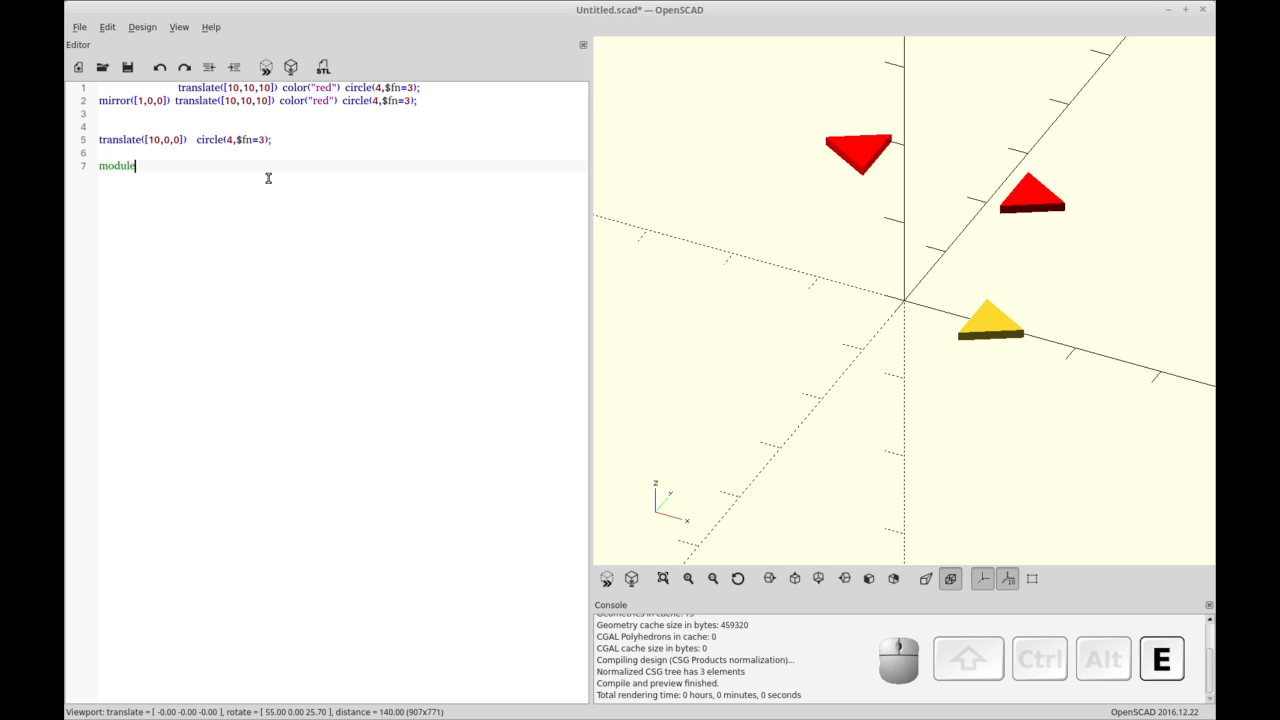 Untitled.scad* — OpenSCAD
File Edit Design View Help
Editor
STL
1 translate([10,10,10]) color("red") circle(4,$fn=3);
2 mirror([1,0,0]) translate([10,10,10]) color("red") circle(4,$fn=3);
3
4
5 translate([10,0,0]) circle(4,$fn=3);
6
7 module
z
y
x
10
Console
Geometries in cache: 15
Geometry cache size in bytes: 459320
CGAL Polyhedrons in cache: 0
CGAL cache size in bytes: 0
Compiling design (CSG Products normalization)...
Normalized CSG tree has 3 elements
Compile and preview finished.
Total rendering time: 0 hours, 0 minutes, 0 seconds
Ctrl Alt E
Viewport: translate = [ -0.00 -0.00 -0.00 ], rotate = [ 55.00 0.00 25.70 ], distance = 140.00 (907x771)
OpenSCAD 2016.12.22